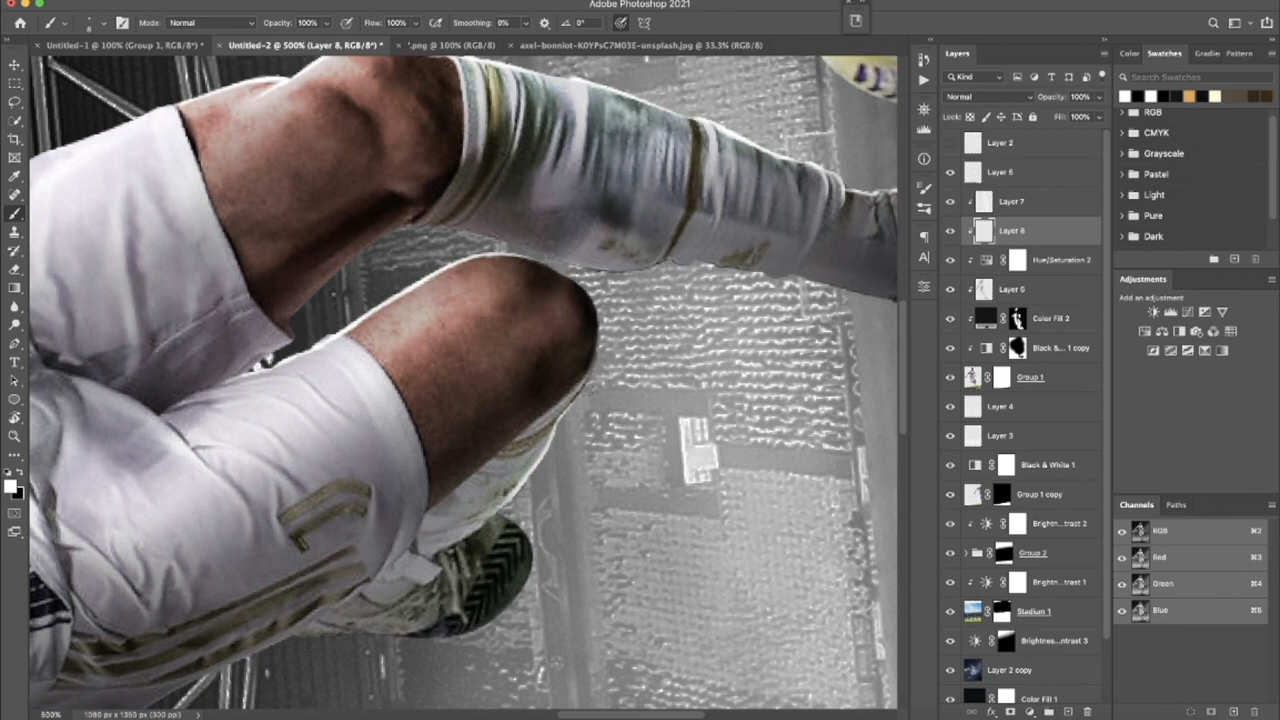 Adobe Photoshop 2021
8 Mode: Normal Opacity: 100% Flow: 100% Smoothing: 0% 0°
Untitled-1 @ 100% (Group 1, RGB/8*) *
Untitled-2 @ 500% (Layer 8, RGB/8*) *
'.png @ 100% (RGB/8)
axel-bonniot-K0YPsC7M03E-unsplash.jpg @ 33.3% (RGB/8)
Layers
Kind
Normal Opacity: 100%
Lock: Fill: 100%
Layer 2
Layer 5
Layer 7
Layer 8
Hue/Saturation 2
Layer 6
Color Fill 2
Black &... 1 copy
Group 1
Layer 4
Layer 3
Black & White 1
Group 1 copy
Brightn...trast 2
Group 2
Brightn...trast 1
Stadium 1
Brightnes...ntrast 3
Layer 2 copy
Color Fill 1
fx
Color Swatches Gradie Pattern
Search Swatches
RGB
CMYK
Grayscale
Pastel
Light
Pure
Dark
Adjustments
Add an adjustment
Channels Paths
RGB ⌘2
Red ⌘3
Green ⌘4
Blue ⌘5
500% 1080 px x 1350 px (300 ppi)